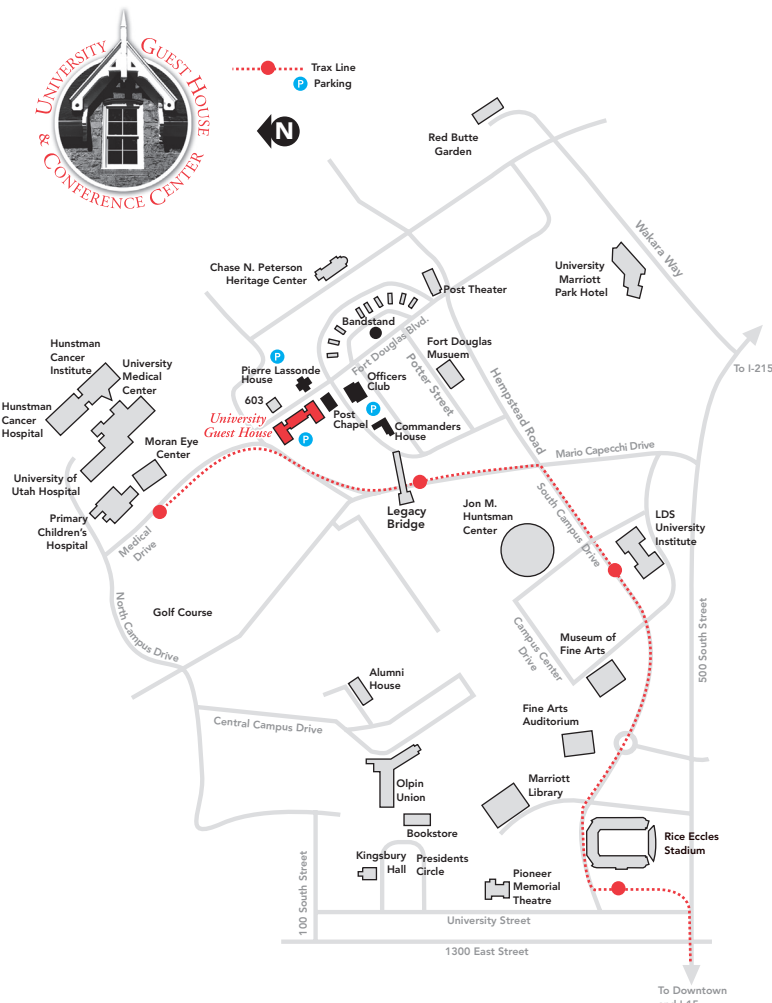 UNIVERSITY GUEST HOUSE
& CONFERENCE CENTER
Trax Line
P Parking
N
Red Butte
Garden
Wakara Way
Chase N. Peterson
Heritage Center
University
Marriott
Park Hotel
Post Theater
Bandstand
Fort Douglas Blvd.
Fort Douglas
Musuem
Potter Street
To I-215
Hunstman
Cancer
Institute
University
Medical
Center
P
Pierre Lassonde
House
Officers
Club
603
P
Hunstman
Cancer
Hospital
University
Guest House
Post
Chapel
Commanders
House
P
Hempstead Road
Moran Eye
Center
Mario Capecchi Drive
University of
Utah Hospital
Primary
Children's
Hospital
Medical
Drive
Legacy
Bridge
Jon M.
Huntsman
Center
South Campus Drive
LDS
University
Institute
North Campus Drive
Golf Course
Campus Center
Drive
Museum of
Fine Arts
500 South Street
Alumni
House
Central Campus Drive
Fine Arts
Auditorium
Olpin
Union
Marriott
Library
Bookstore
Rice Eccles
Stadium
Kingsbury
Hall
Presidents
Circle
Pioneer
Memorial
Theatre
100 South Street
University Street
1300 East Street
To Downtown
and I-15